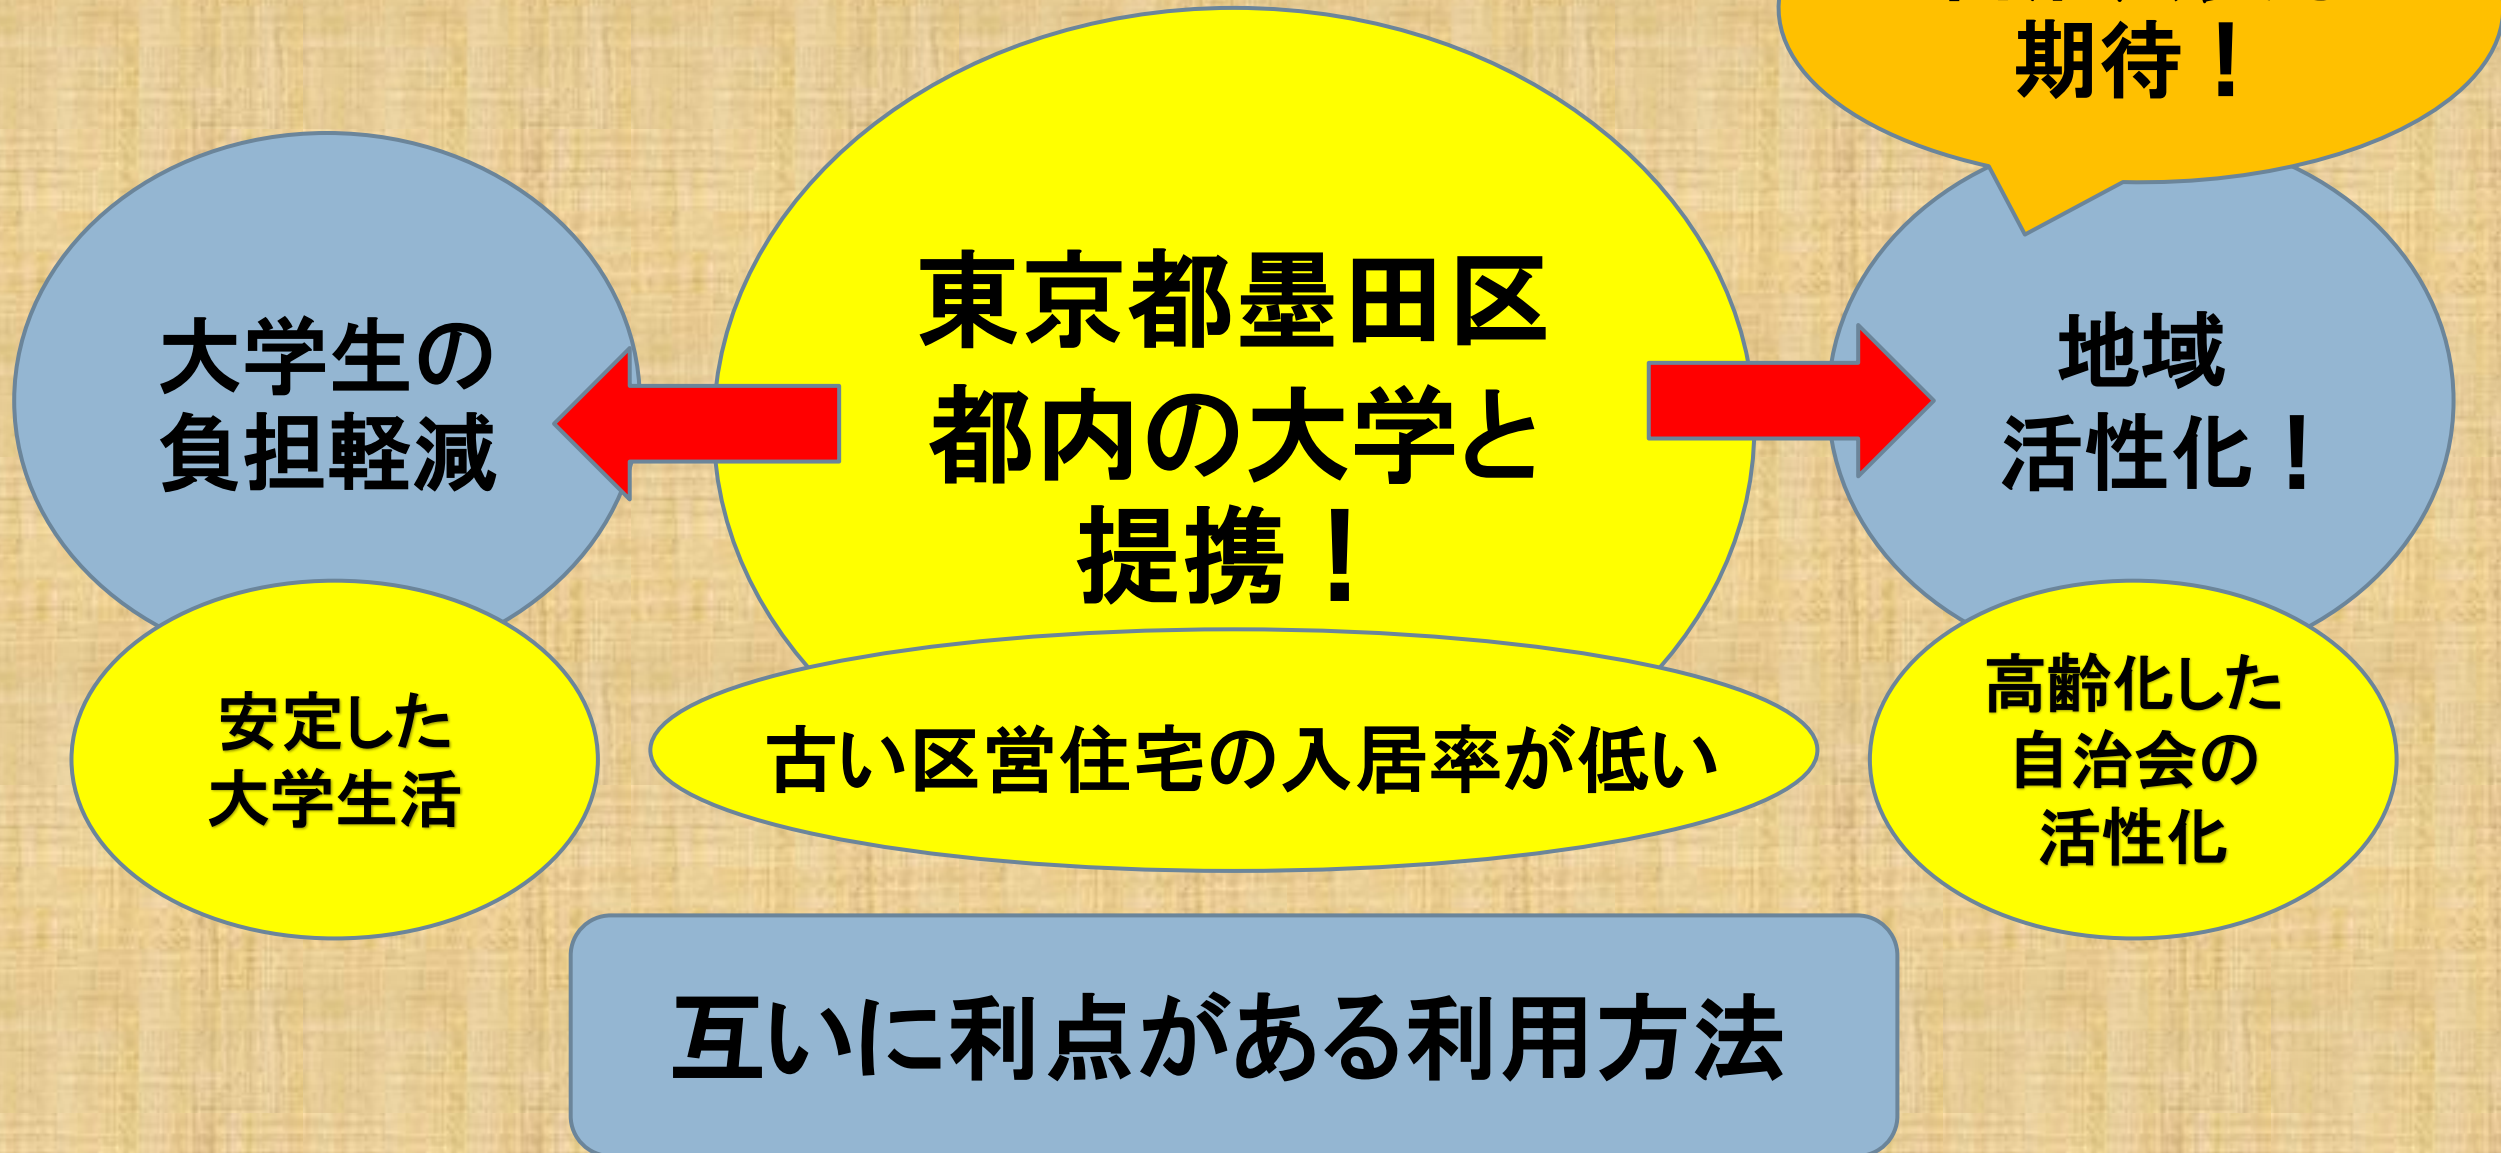 期待！
東京都墨田区
都内の大学と
提携！
大学生の
負担軽減
地域
活性化！
安定した
大学生活
古い区営住宅の入居率が低い
高齢化した
自治会の
活性化
互いに利点がある利用方法